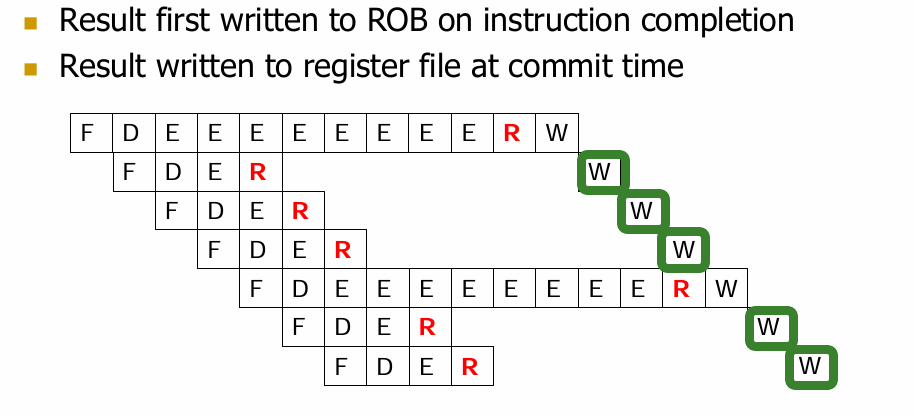 Result first written to ROB on instruction completion
Result written to register file at commit time
F D E E E E E E E E R W
F D E R W
F D E R W
F D E R W
F D E E E E E E E E R W
F D E R W
F D E R W